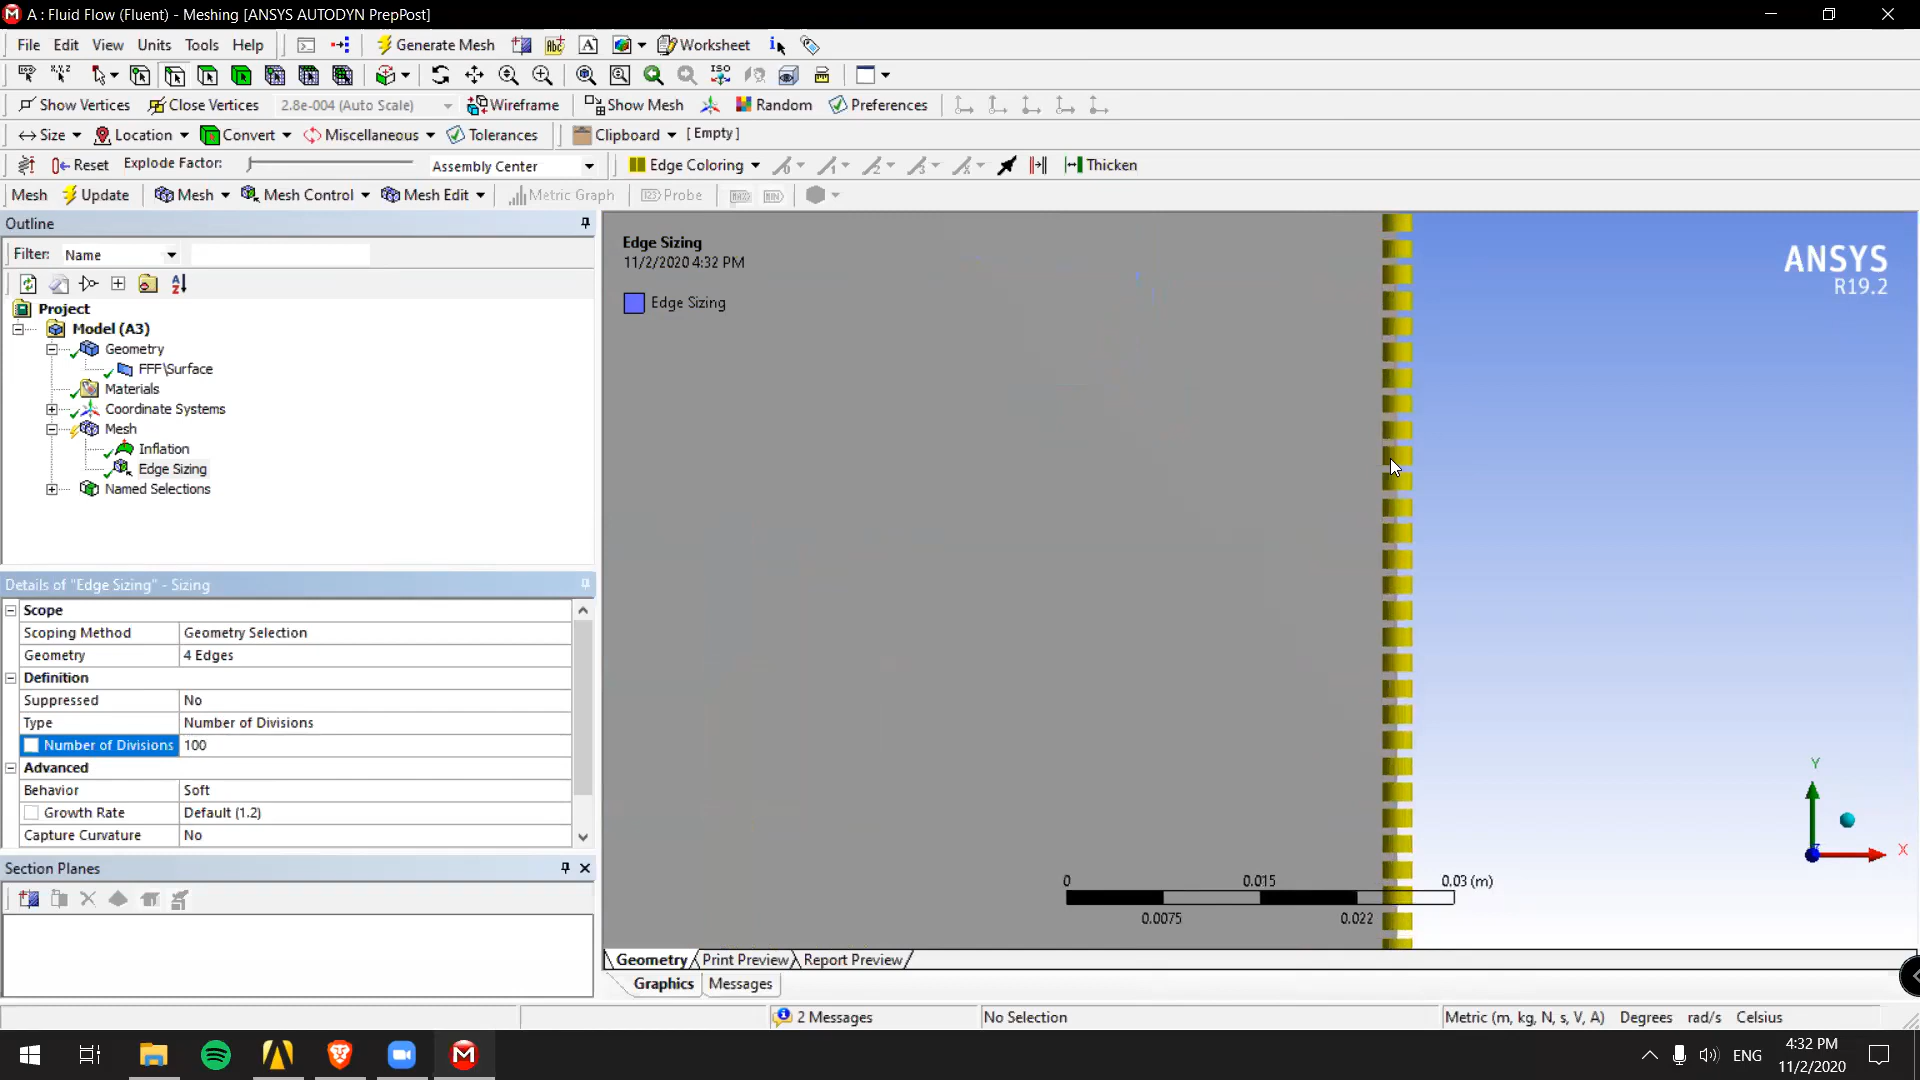 A : Fluid Flow (Fluent) - Meshing [ANSYS AUTODYN PrepPost]
File Edit View Units Tools Help Generate Mesh Worksheet
Show Vertices Close Vertices 2.8e-004 (Auto Scale) Wireframe Show Mesh Random Preferences
Size Location Convert Miscellaneous Tolerances Clipboard [ Empty ]
Reset Explode Factor: Assembly Center Edge Coloring Thicken
Mesh Update Mesh Mesh Control Mesh Edit Metric Graph Probe
Outline
Filter: Name
Project
Model (A3)
Geometry
FFF\Surface
Materials
Coordinate Systems
Mesh
Inflation
Edge Sizing
Named Selections
Details of "Edge Sizing" - Sizing
Scope
Scoping Method Geometry Selection
Geometry 4 Edges
Definition
Suppressed No
Type Number of Divisions
Number of Divisions 100
Advanced
Behavior Soft
Growth Rate Default (1.2)
Capture Curvature No
Section Planes
Edge Sizing
11/2/2020 4:32 PM
Edge Sizing
ANSYS
R19.2
Y
X
0 0.015 0.03 (m)
0.0075 0.022
Geometry Print Preview Report Preview
Graphics Messages
2 Messages No Selection Metric (m, kg, N, s, V, A) Degrees rad/s Celsius
ENG
4:32 PM
11/2/2020